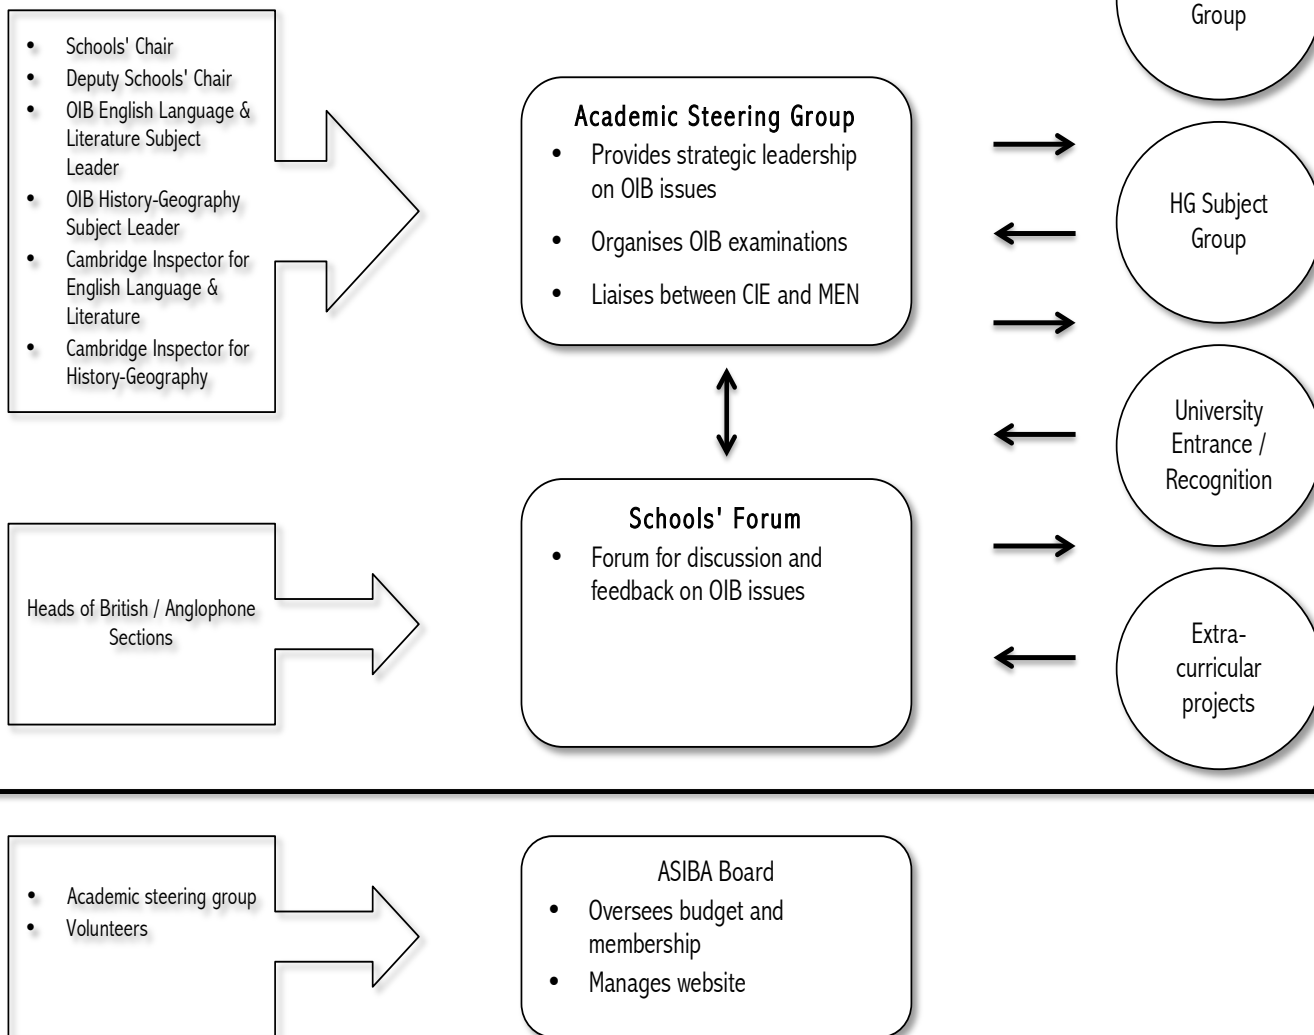 Group
• Schools' Chair
• Deputy Schools' Chair
• OIB English Language &
Literature Subject
Leader
• OIB History-Geography
Subject Leader
• Cambridge Inspector for
English Language &
Literature
• Cambridge Inspector for
History-Geography
Academic Steering Group
• Provides strategic leadership
on OIB issues
• Organises OIB examinations
• Liaises between CIE and MEN
HG Subject
Group
University
Entrance /
Recognition
Heads of British / Anglophone
Sections
Schools' Forum
• Forum for discussion and
feedback on OIB issues
Extra-
curricular
projects
• Academic steering group
• Volunteers
ASIBA Board
• Oversees budget and
membership
• Manages website